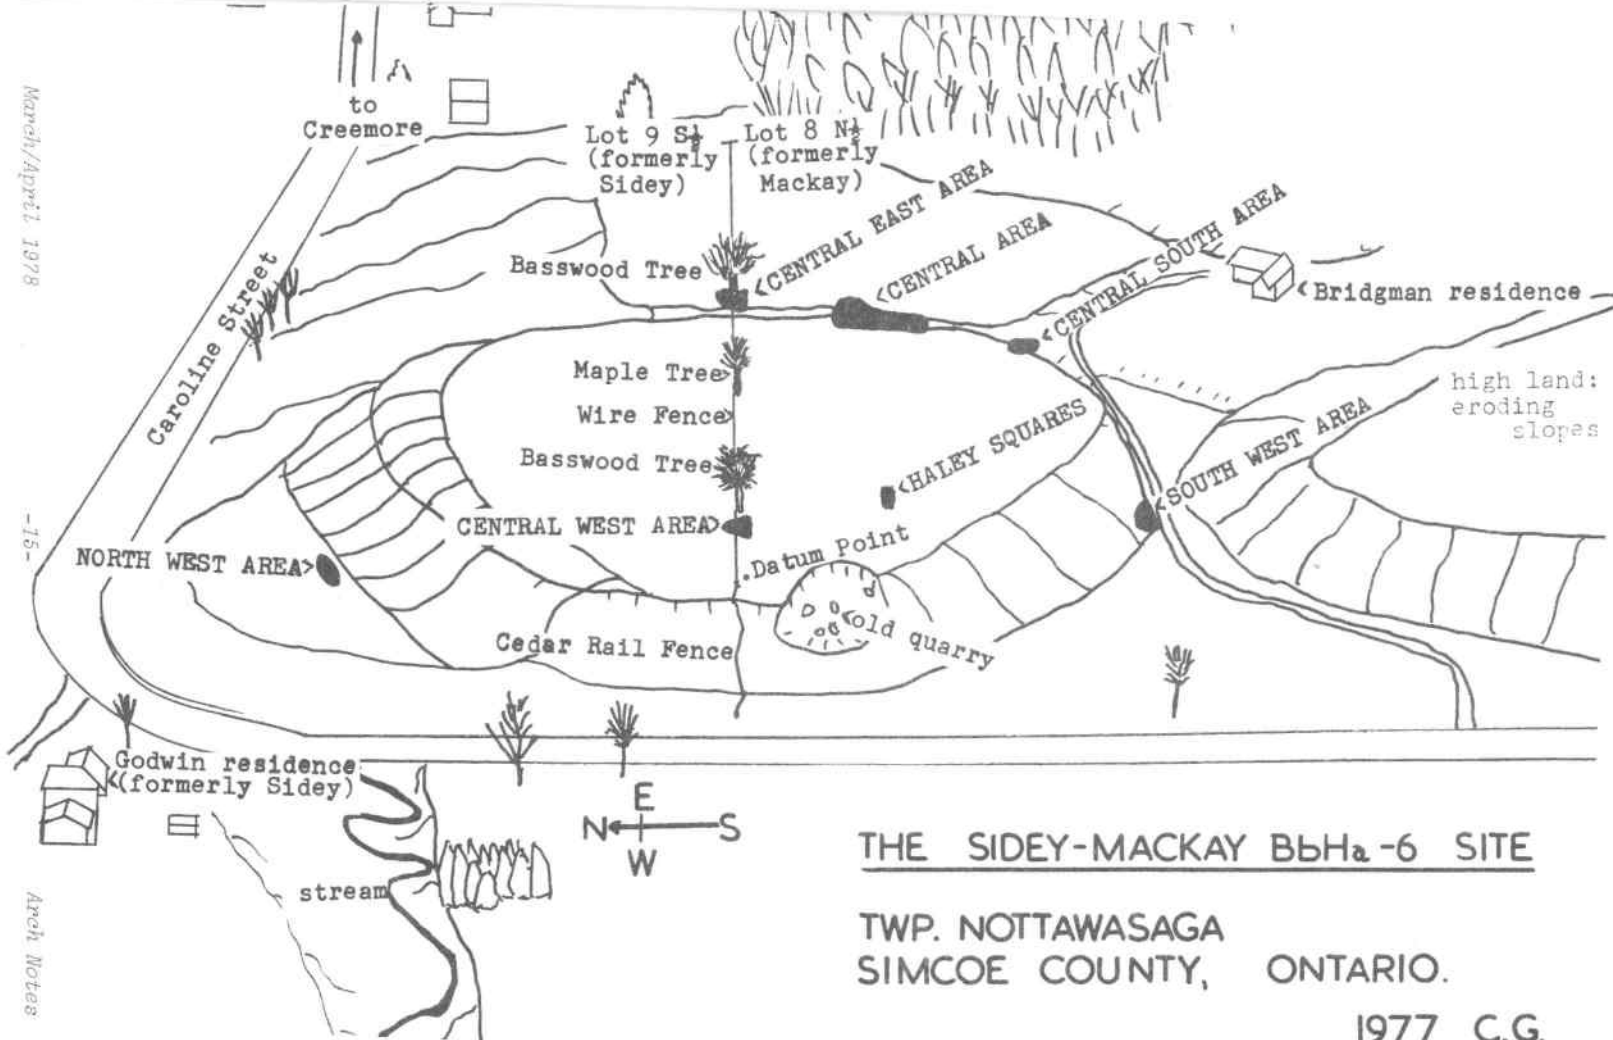 March/April 1978
-15-
Arch Notes
to
Creemore
Lot 9 S½
(formerly
Sidey)
Lot 8 N½
(formerly
Mackay)
CENTRAL EAST AREA
CENTRAL AREA
CENTRAL SOUTH AREA
Basswood Tree
Bridgman residence
Caroline Street
Maple Tree
Wire Fence
Basswood Tree
HALEY SQUARES
SOUTH WEST AREA
high land:
eroding
slopes
CENTRAL WEST AREA
NORTH WEST AREA
Datum Point
Cedar Rail Fence
old quarry
Godwin residence
(formerly Sidey)
stream
E
N S
W
THE SIDEY-MACKAY BbHa-6 SITE
TWP. NOTTAWASAGA
SIMCOE COUNTY, ONTARIO.
1977 C.G.